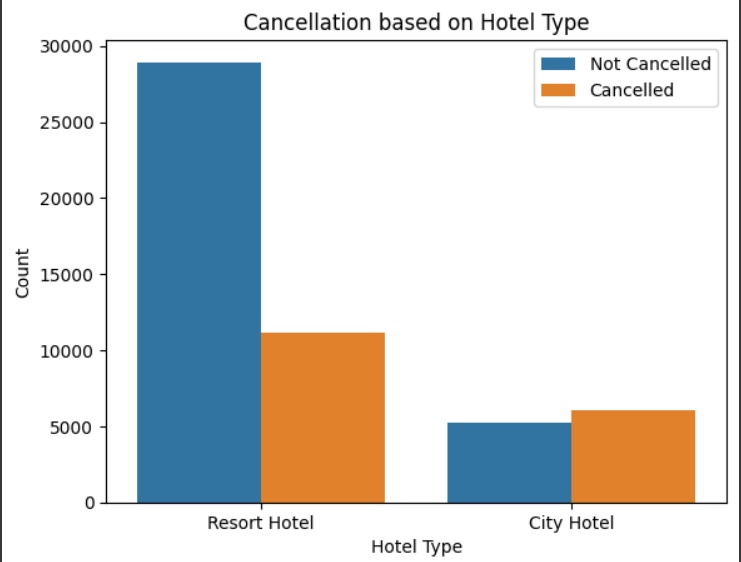 Cancellation based on Hotel Type
Not Cancelled
Cancelled
30000
25000
20000
15000
10000
5000
0
Count
Resort Hotel
City Hotel
Hotel Type